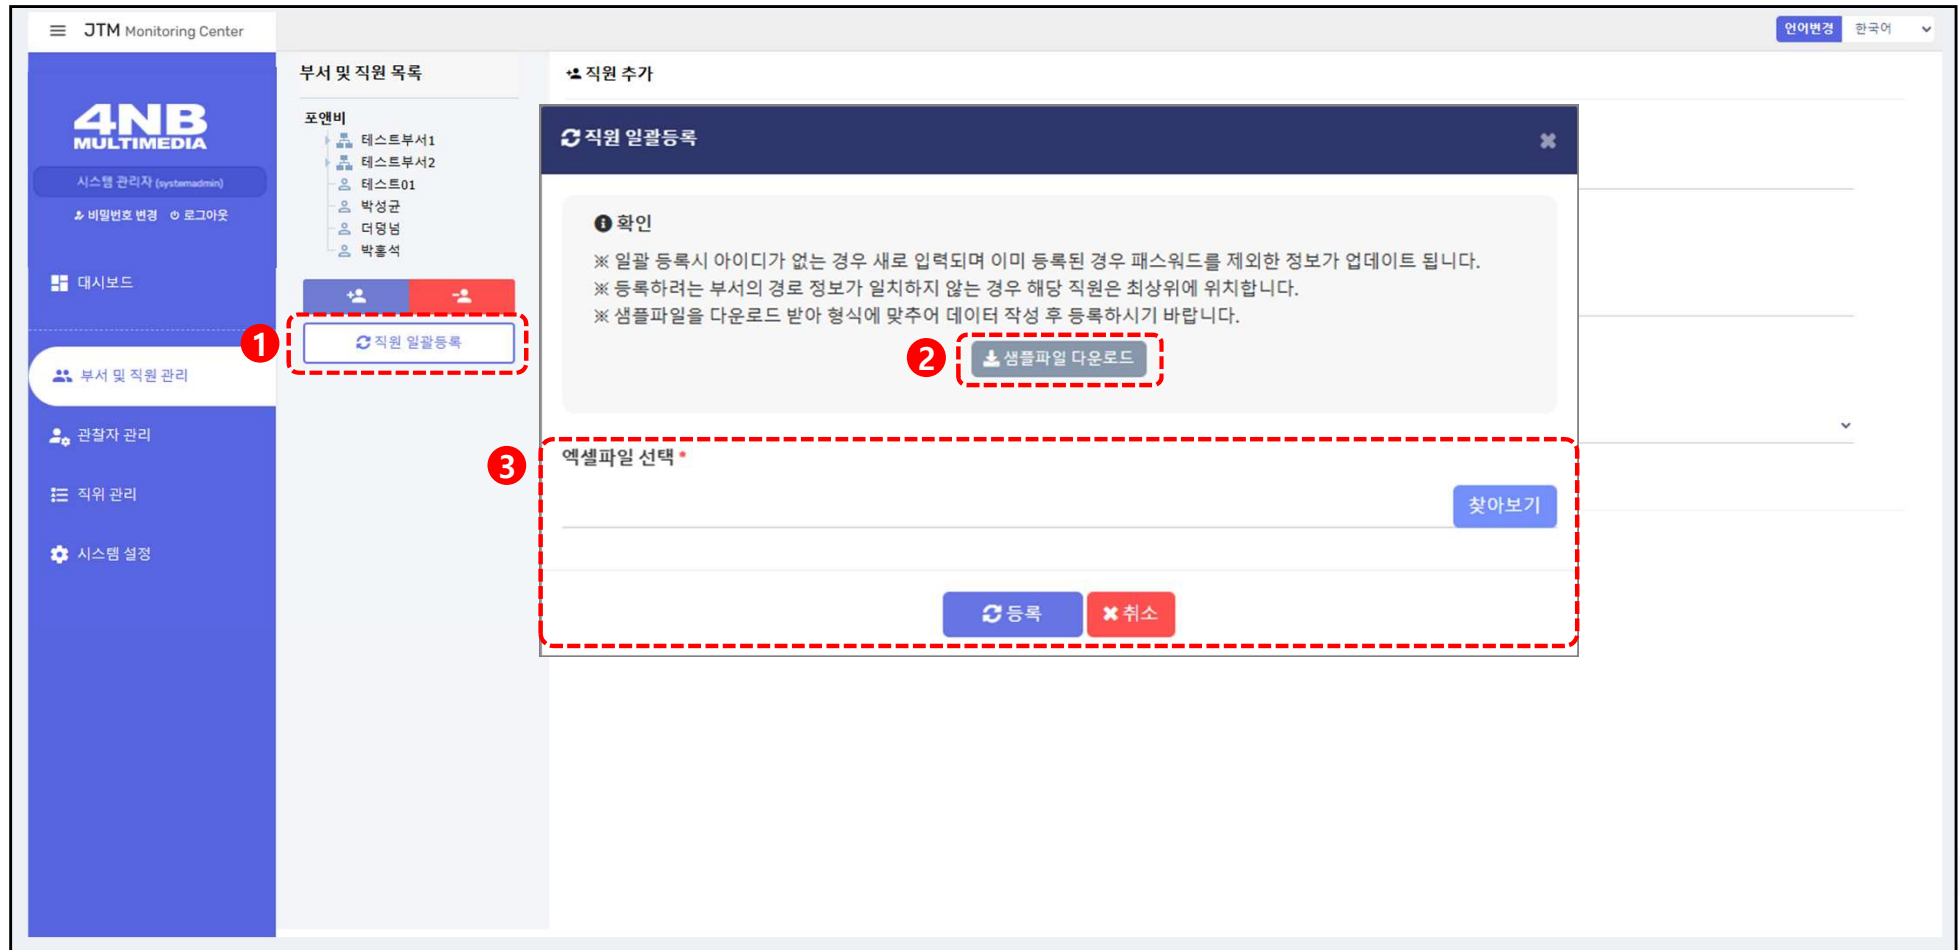 JTM Monitoring Center
언어변경 한국어
4NB
MULTIMEDIA
시스템 관리자 (systemadmin)
비밀번호 변경 로그아웃
대시보드
부서 및 직원 관리
관찰자 관리
직위 관리
시스템 설정
부서 및 직원 목록
포앤비
테스트부서1
테스트부서2
테스트01
박성균
더덩넘
박홍석
1
직원 일괄등록
직원 추가
직원 일괄등록
확인
※ 일괄 등록시 아이디가 없는 경우 새로 입력되며 이미 등록된 경우 패스워드를 제외한 정보가 업데이트 됩니다.
※ 등록하려는 부서의 경로 정보가 일치하지 않는 경우 해당 직원은 최상위에 위치합니다.
※ 샘플파일을 다운로드 받아 형식에 맞추어 데이터 작성 후 등록하시기 바랍니다.
2
샘플파일 다운로드
3
엑셀파일 선택 *
찾아보기
등록
취소